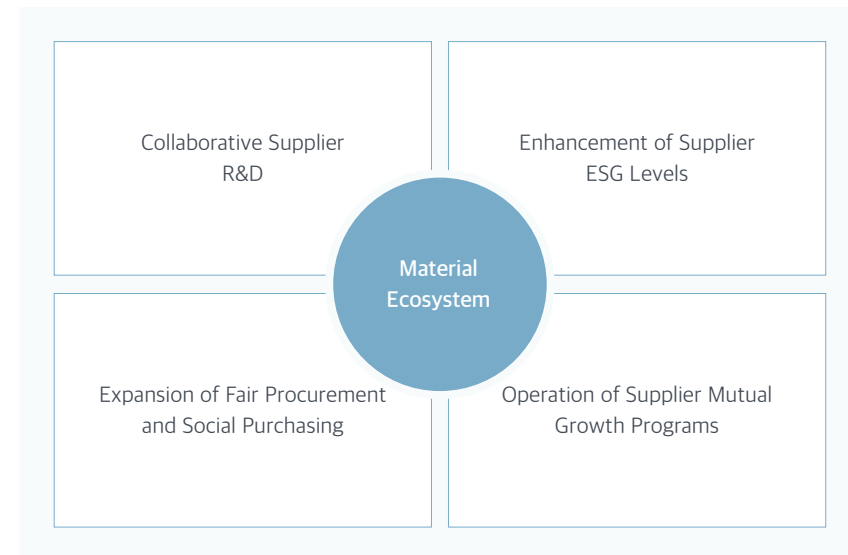 Collaborative Supplier
R&D
Enhancement of Supplier
ESG Levels
Material
Ecosystem
Expansion of Fair Procurement
and Social Purchasing
Operation of Supplier Mutual
Growth Programs